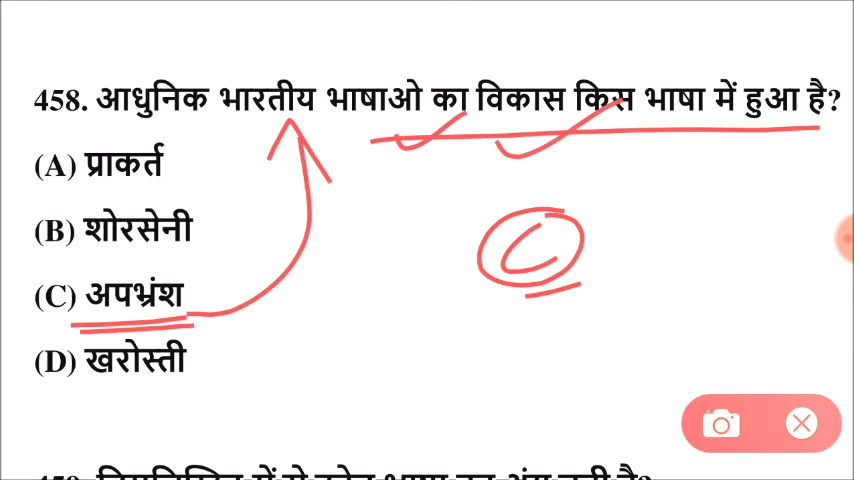 458. आधुनिक भारतीय भाषाओ का विकास किस भाषा में हुआ है?
(A) प्राकर्त
(B) शोरसेनी
C
(C) अपभ्रंश
(D) खरोस्ती